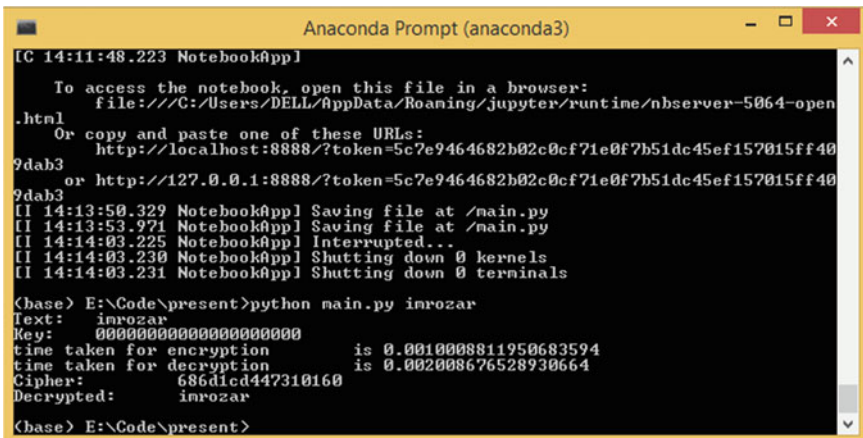 Anaconda Prompt (anaconda3)
[C 14:11:48.223 NotebookApp]
To access the notebook, open this file in a browser:
file:///C:/Users/DELL/AppData/Roaming/jupyter/runtime/nbserver-5064-open
.html
Or copy and paste one of these URLs:
http://localhost:8888/?token=5c7e9464682b02c0cf71e0f7b51dc45ef157015ff40
9dab3
or http://127.0.0.1:8888/?token=5c7e9464682b02c0cf71e0f7b51dc45ef157015ff40
9dab3
[I 14:13:50.329 NotebookApp] Saving file at /main.py
[I 14:13:53.971 NotebookApp] Saving file at /main.py
[I 14:14:03.225 NotebookApp] Interrupted...
[I 14:14:03.230 NotebookApp] Shutting down 0 kernels
[I 14:14:03.231 NotebookApp] Shutting down 0 terminals
(base) E:\Code\present>python main.py imrozar
Text: imrozar
Key: 00000000000000000000
time taken for encryption is 0.0010008811950683594
time taken for decryption is 0.002008676528930664
Cipher: 686d1cd447310160
Decrypted: imrozar
(base) E:\Code\present>